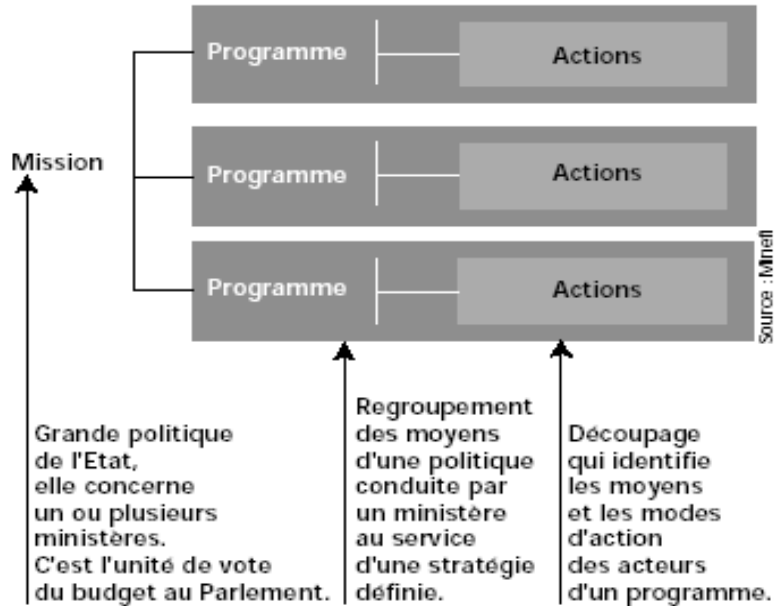 Programme
Actions
Mission
Programme
Actions
Programme
Actions
Source : Minefi
Grande politique
de l'Etat,
elle concerne
un ou plusieurs
ministères.
C'est l'unité de vote
du budget au Parlement.
Regroupement
des moyens
d'une politique
conduite par
un ministère
au service
d'une stratégie
définie.
Découpage
qui identifie
les moyens
et les modes
d'action
des acteurs
d'un programme.